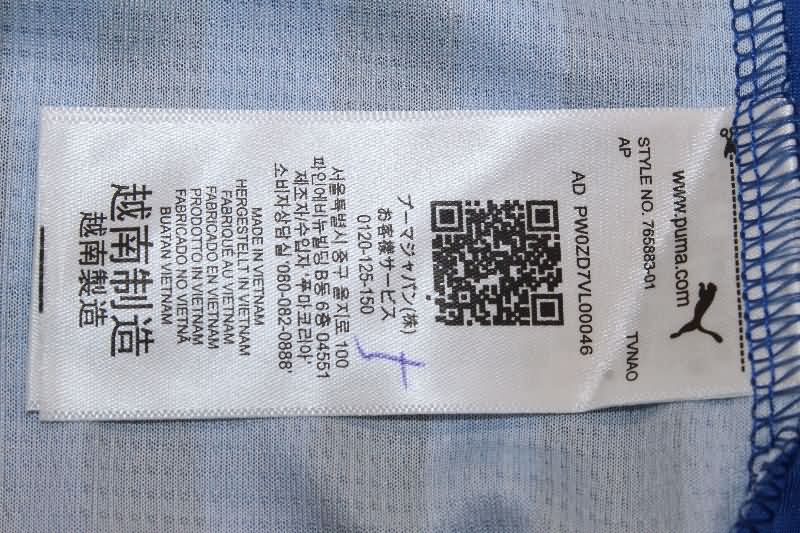 www.puma.com
STYLE NO. 765883-01 TVNAO
AP
AD PW0ZD7VL00046
プーマジャパン(株)
お客様サービス
0120-125-150
서울특별시 중구 을지로 100
파인에비뉴빌딩 B동 6층 04551
제조자/수입자 '푸마코리아'
소비자상담실 '080-082-0888'
MADE IN VIETNAM
HERGESTELLT IN VIETNAM
FABRIQUÉ AU VIETNAM
FABRICADO EN VIETNAM
PRODOTTO IN VIETNAM
FABRICADO NO VIETNÃ
BUATAN VIETNAM
越南制造
越南製造